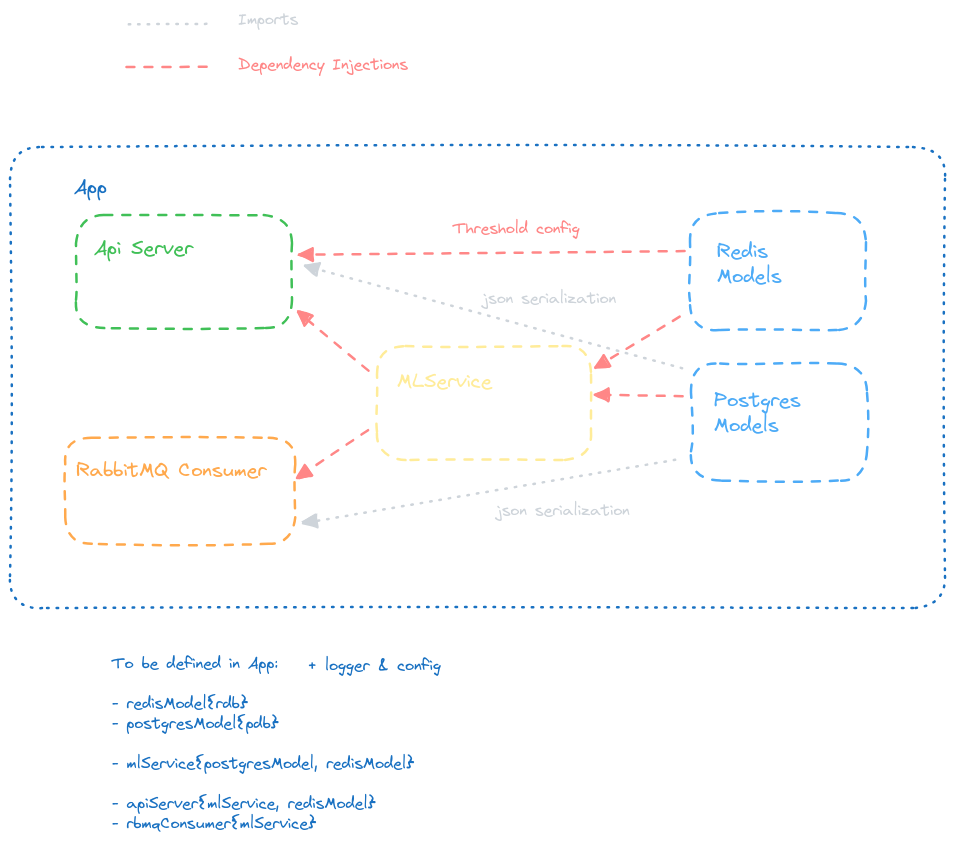 Imports
Dependency Injections
App
Api Server
Threshold config
Redis
Models
json serialization
MLService
Postgres
Models
RabbitMQ Consumer
json serialization
To be defined in App: + logger & config
- redisModel{rdb}
- postgresModel{pdb}
- mlService{postgresModel, redisModel}
- apiServer{mlService, redisModel}
- rbmqConsumer{mlService}